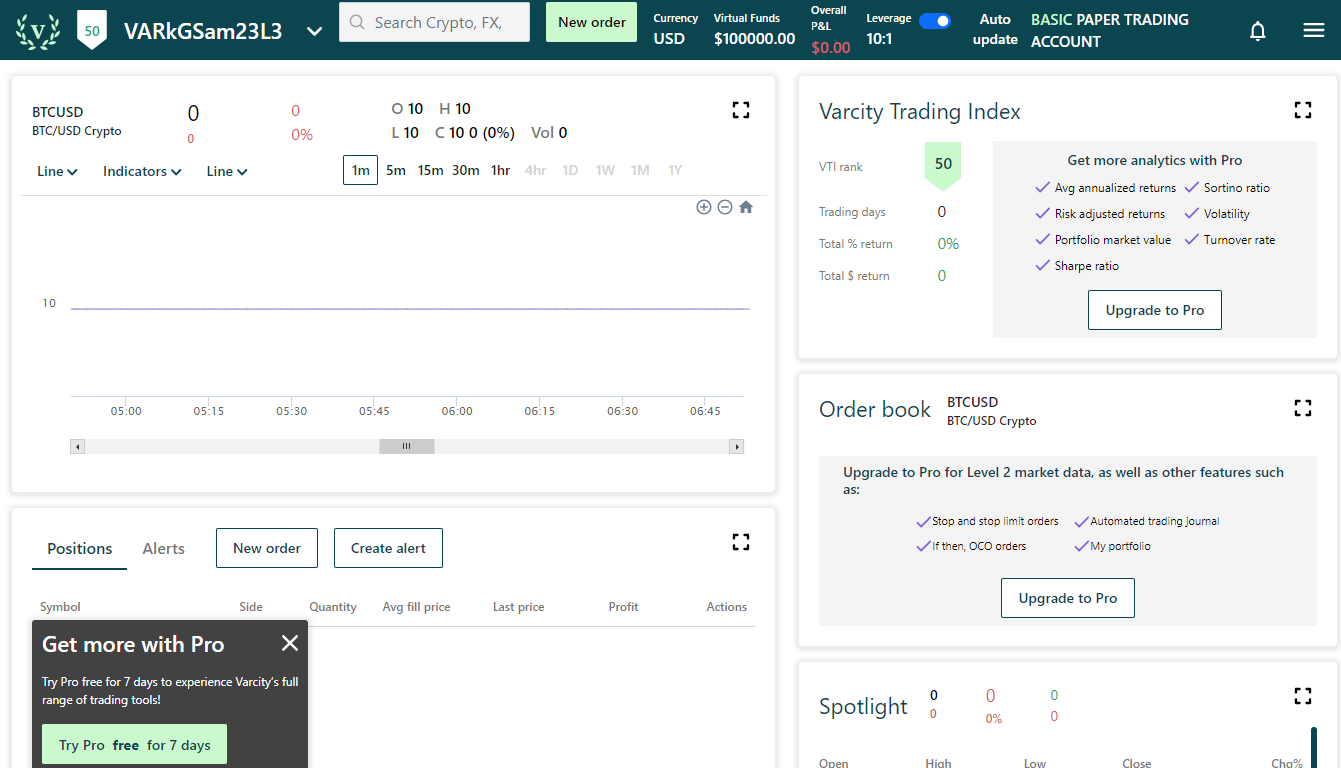 V
50
VARkGSam23L3
Search Crypto, FX,
New order
Currency
USD
Virtual Funds
$100000.00
Overall
P&L
$0.00
Leverage
10:1
Auto
update
BASIC PAPER TRADING
ACCOUNT
BTCUSD
BTC/USD Crypto
0
0
0
0%
O 10 H 10
L 10 C 10 0 (0%) Vol 0
Line Indicators Line
1m 5m 15m 30m 1hr 4hr 1D 1W 1M 1Y
10
05:00 05:15 05:30 05:45 06:00 06:15 06:30 06:45
Positions Alerts New order Create alert
Symbol Side Quantity Avg fill price Last price Profit Actions
Get more with Pro
Try Pro free for 7 days to experience Varcity's full
range of trading tools!
Try Pro free for 7 days
Varcity Trading Index
VTI rank 50
Trading days 0
Total % return 0%
Total $ return 0
Get more analytics with Pro
Avg annualized returns Sortino ratio
Risk adjusted returns Volatility
Portfolio market value Turnover rate
Sharpe ratio
Upgrade to Pro
Order book
BTCUSD
BTC/USD Crypto
Upgrade to Pro for Level 2 market data, as well as other features such
as:
Stop and stop limit orders Automated trading journal
If then, OCO orders My portfolio
Upgrade to Pro
Spotlight
0 0 0
0 0% 0
Open High Low Close Chg%